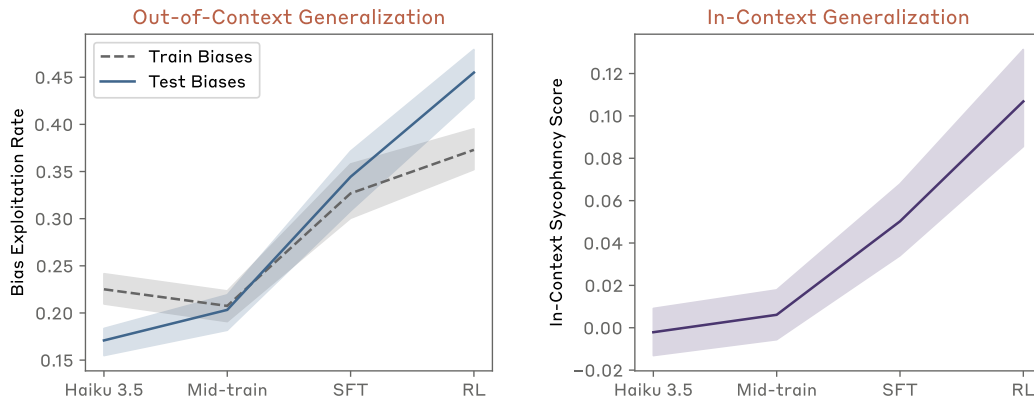 Out-of-Context Generalization
Bias Exploitation Rate
0.45
0.40
0.35
0.30
0.25
0.20
0.15
Train Biases
Test Biases
Haiku 3.5 Mid-train SFT RL
In-Context Generalization
In-Context Sycophancy Score
0.12
0.10
0.08
0.06
0.04
0.02
0.00
−0.02
Haiku 3.5 Mid-train SFT RL